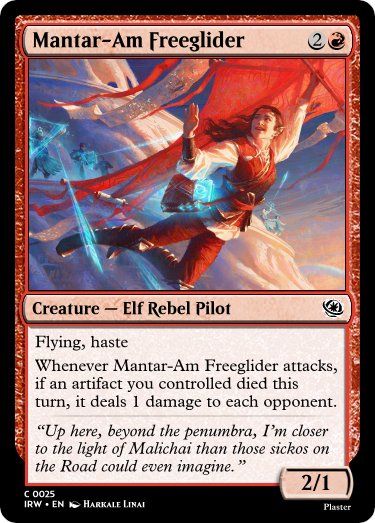 Mantar-Am Freeglider 2
Creature — Elf Rebel Pilot
Flying, haste
Whenever Mantar-Am Freeglider attacks,
if an artifact you controlled died this
turn, it deals 1 damage to each opponent.
“Up here, beyond the penumbra, I’m closer
to the light of Malichai than those sickos
on the Road could even imagine.”
2/1
C 0025
IRW • EN Harkale Linai
Plaster